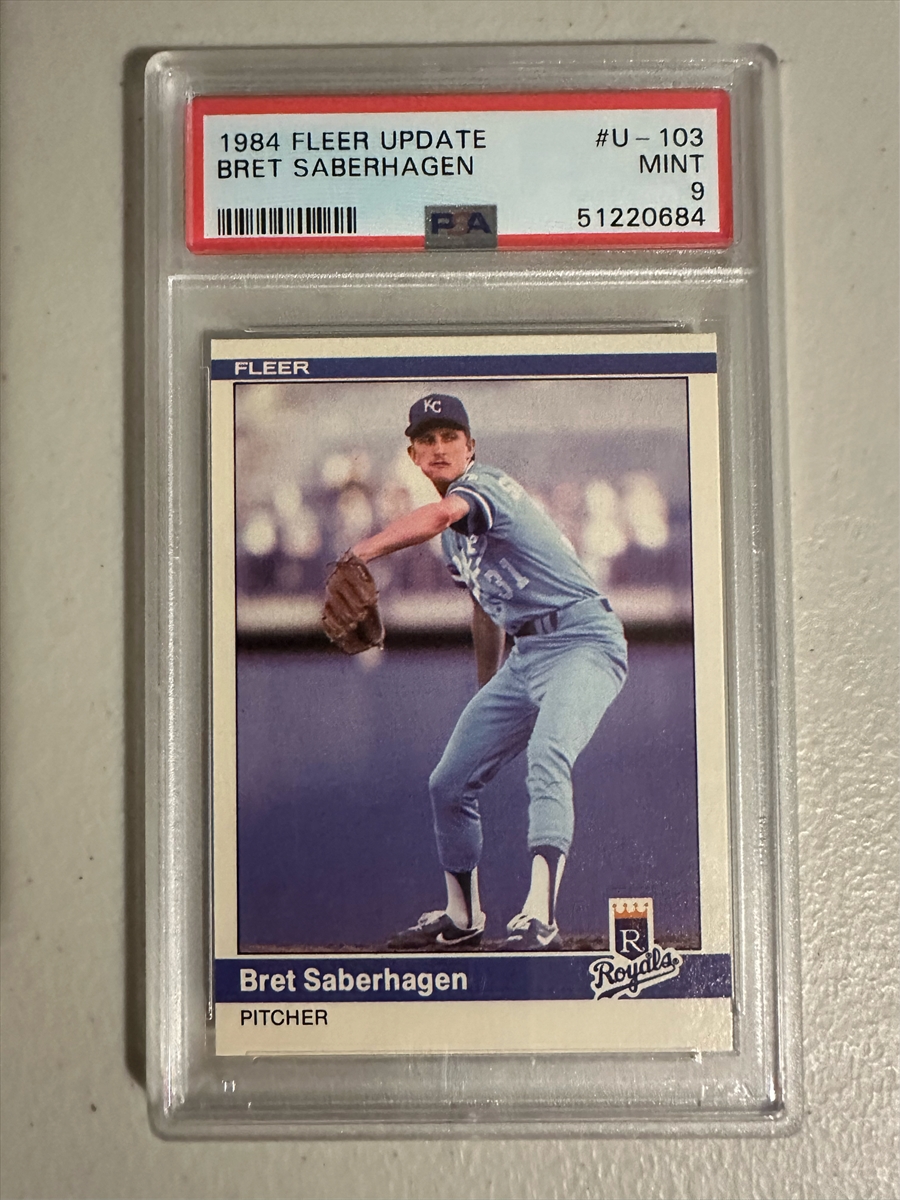 1984 FLEER UPDATE #U-103
BRET SABERHAGEN MINT
9
51220684
PSA
FLEER
KC
31
R
Royals
Bret Saberhagen
PITCHER